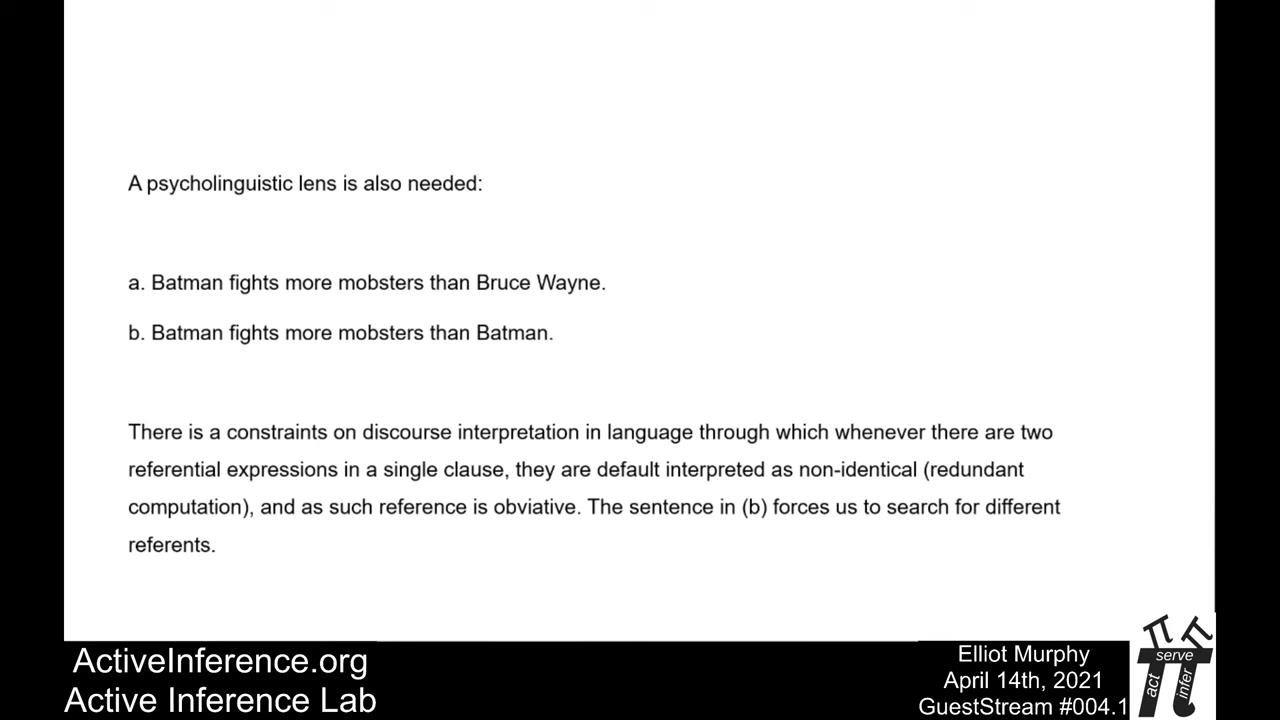 A psycholinguistic lens is also needed:
a. Batman fights more mobsters than Bruce Wayne.
b. Batman fights more mobsters than Batman.
There is a constraints on discourse interpretation in language through which whenever there are two
referential expressions in a single clause, they are default interpreted as non-identical (redundant
computation), and as such reference is obviative. The sentence in (b) forces us to search for different
referents.
ActiveInference.org
Active Inference Lab
Elliot Murphy
April 14th, 2021
GuestStream #004.1
serve
act
infer